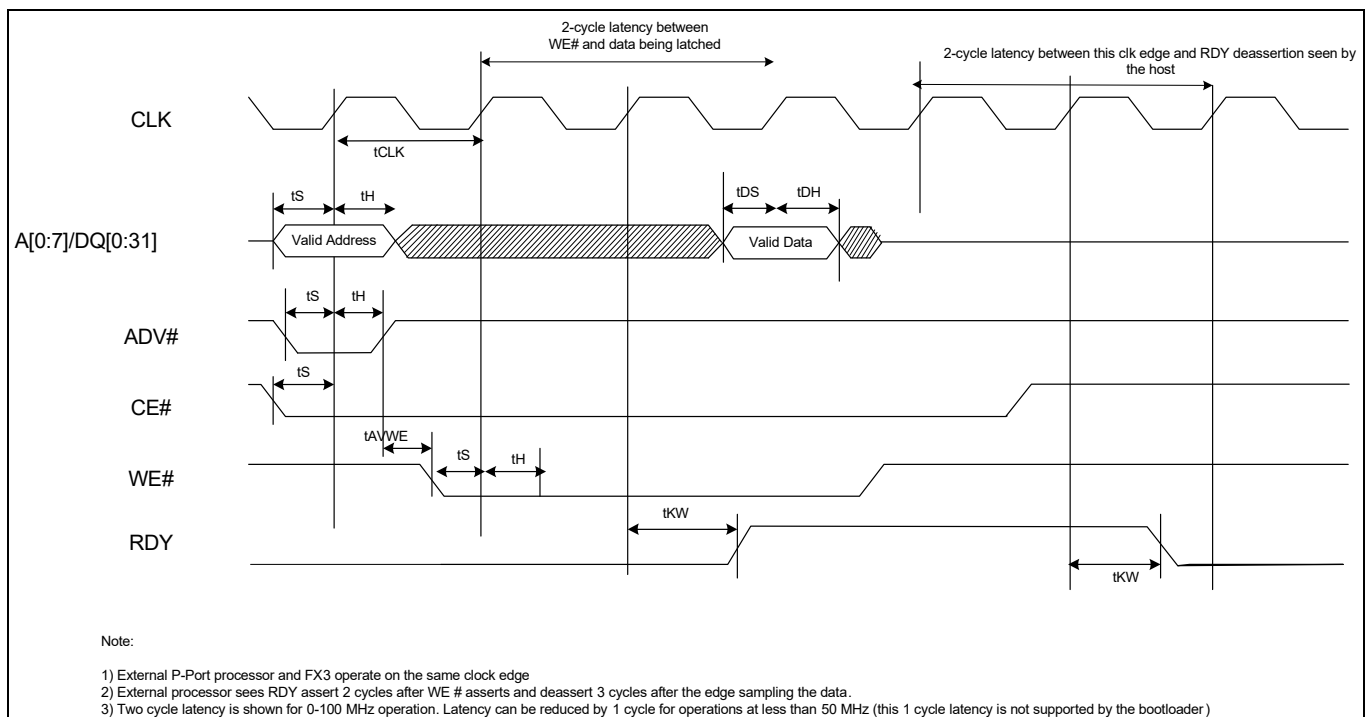 2-cycle latency between
WE# and data being latched
2-cycle latency between this clk edge and RDY deassertion seen by
the host
CLK
tCLK
tS
tH
tDS
tDH
A[0:7]/DQ[0:31]
Valid Address
Valid Data
tS
tH
ADV#
tS
CE#
tAVWE
tS
tH
WE#
tKW
RDY
tKW
Note:
1) External P-Port processor and FX3 operate on the same clock edge
2) External processor sees RDY assert 2 cycles after WE # asserts and deassert 3 cycles after the edge sampling the data.
3) Two cycle latency is shown for 0-100 MHz operation. Latency can be reduced by 1 cycle for operations at less than 50 MHz (this 1 cycle latency is not supported by the bootloader)